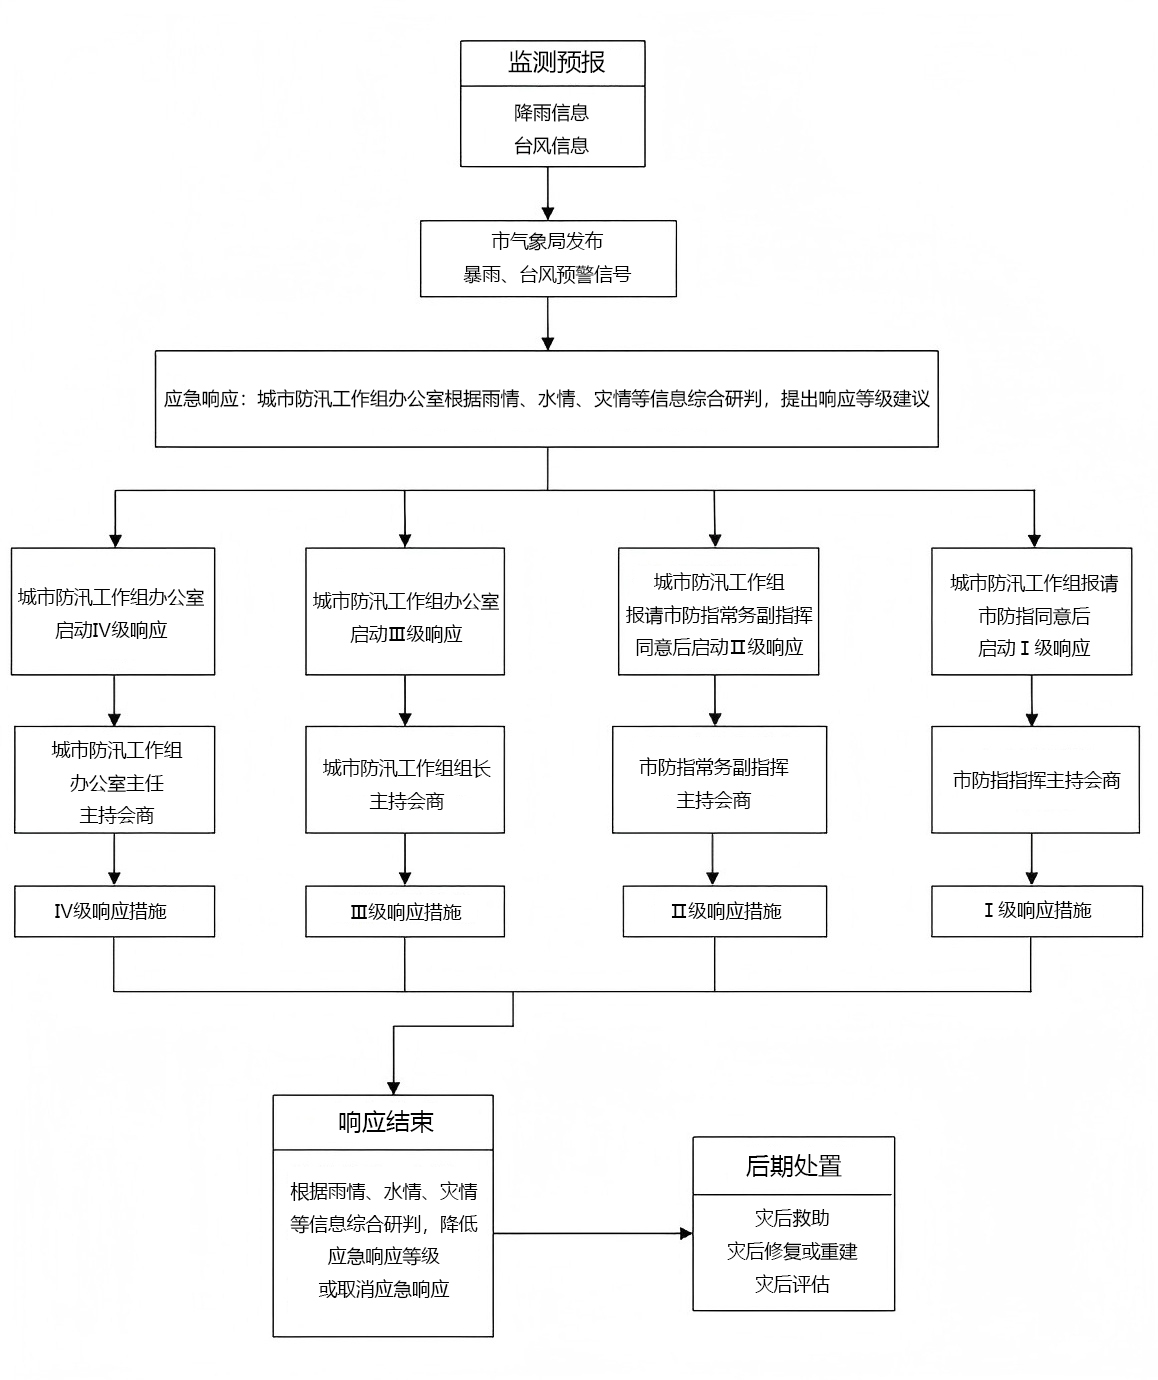 监测预报
降雨信息
台风信息
市气象局发布
暴雨、台风预警信号
应急响应：城市防汛工作组办公室根据雨情、水情、灾情等信息综合研判，提出响应等级建议
城市防汛工作组办公室
启动Ⅳ级响应
城市防汛工作组办公室
启动Ⅲ级响应
城市防汛工作组
报请市防指常务副指挥
同意后启动Ⅱ级响应
城市防汛工作组报请
市防指同意后
启动Ⅰ级响应
城市防汛工作组
办公室主任
主持会商
城市防汛工作组组长
主持会商
市防指常务副指挥
主持会商
市防指指挥主持会商
Ⅳ级响应措施
Ⅲ级响应措施
Ⅱ级响应措施
Ⅰ级响应措施
响应结束
根据雨情、水情、灾情
等信息综合研判，降低
应急响应等级
或取消应急响应
后期处置
灾后救助
灾后修复或重建
灾后评估